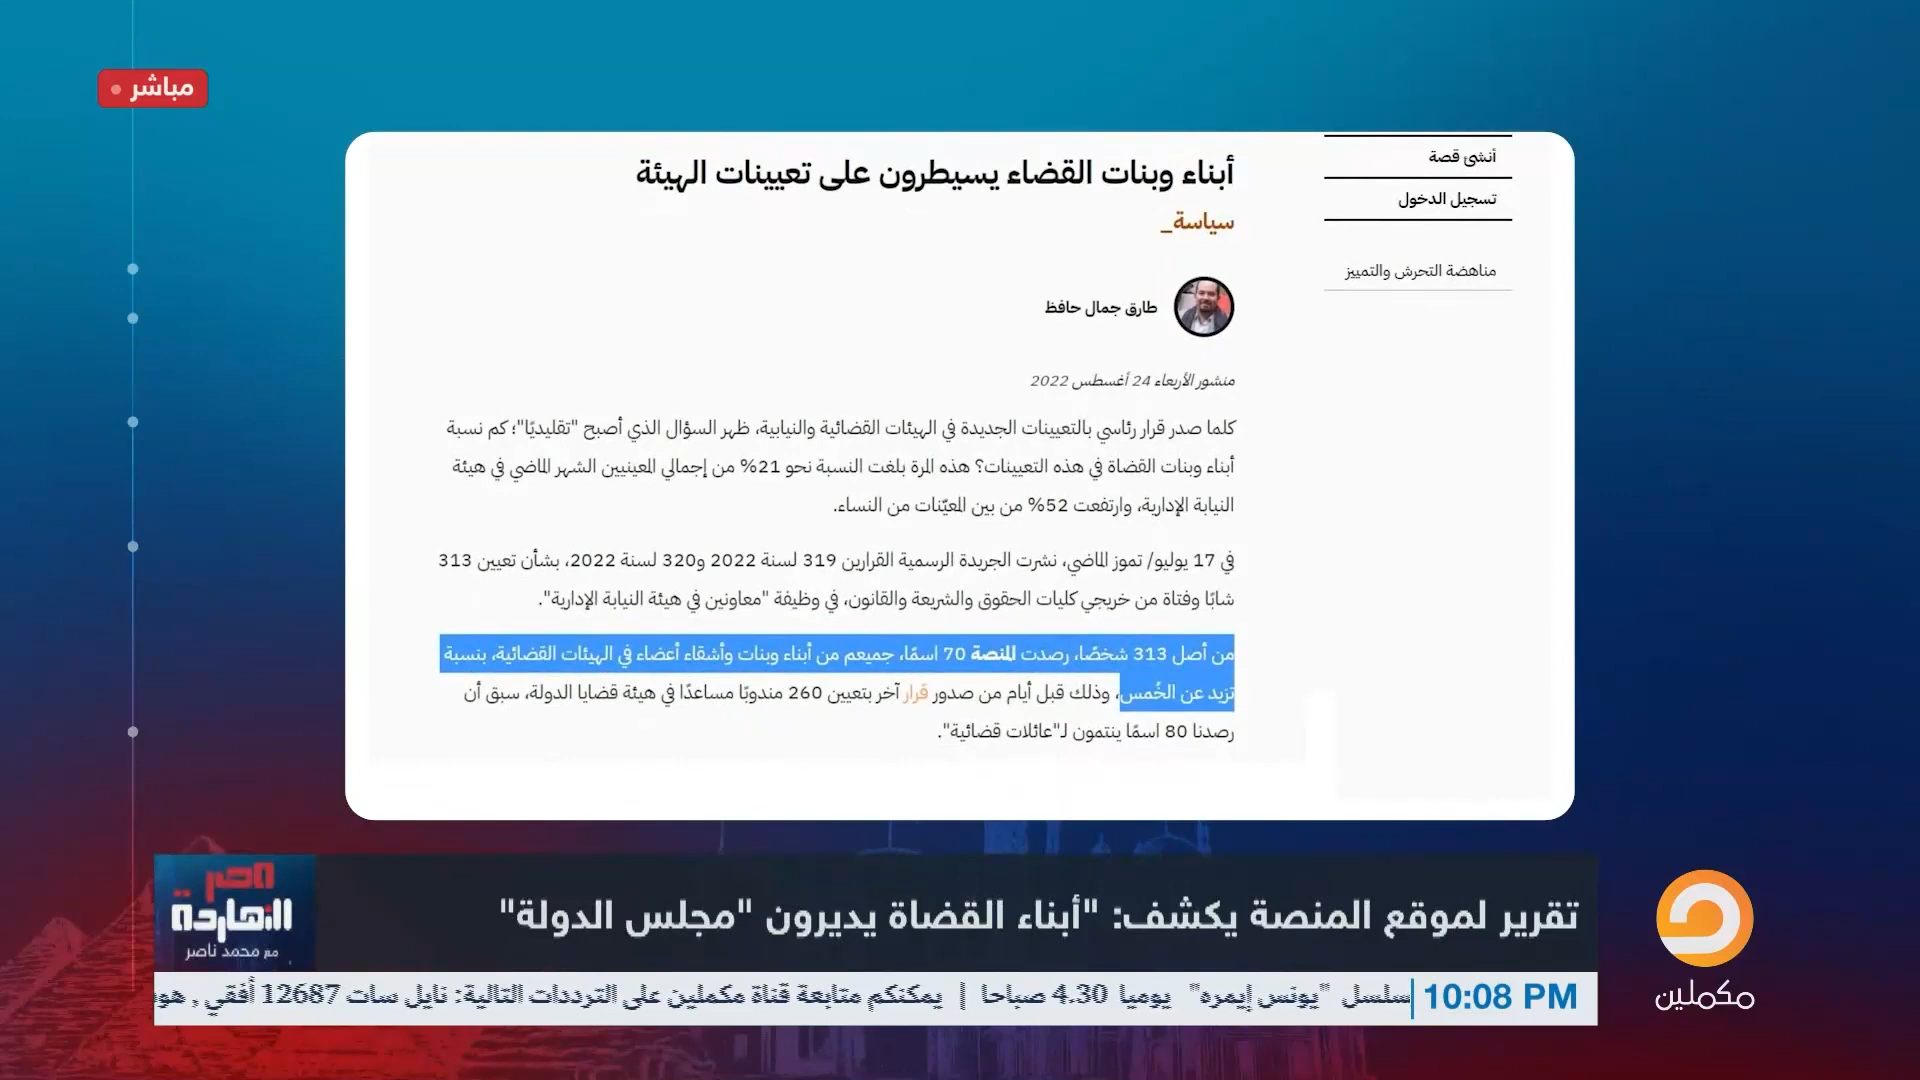 مباشر
أنشئ قصة
تسجيل الدخول
مناهضة التحرش والتمييز
أبناء وبنات القضاء يسيطرون على تعيينات الهيئة
سياسة_
طارق جمال حافظ
منشور الأربعاء 24 أغسطس 2022
كلما صدر قرار رئاسي بالتعيينات الجديدة في الهيئات القضائية والنيابية، ظهر السؤال الذي أصبح "تقليديًا"؛ كم نسبة
أبناء وبنات القضاة في هذه التعيينات؟ هذه المرة بلغت النسبة نحو 21% من إجمالي المعينيين الشهر الماضي في هيئة
النيابة الإدارية، وارتفعت 52% من بين المعيّنات من النساء.
في 17 يوليو/ تموز الماضي، نشرت الجريدة الرسمية القرارين 319 لسنة 2022 و320 لسنة 2022، بشأن تعيين 313
شابًا وفتاة من خريجي كليات الحقوق والشريعة والقانون، في وظيفة "معاونين في هيئة النيابة الإدارية".
من أصل 313 شخصًا، رصدت المنصة 70 اسمًا، جميعم من أبناء وبنات وأشقاء أعضاء في الهيئات القضائية، بنسبة
تزيد عن الخُمس، وذلك قبل أيام من صدور قرار آخر بتعيين 260 مندوبًا مساعدًا في هيئة قضايا الدولة، سبق أن
رصدنا 80 اسمًا ينتمون لـ"عائلات قضائية".
تقرير لموقع المنصة يكشف: "أبناء القضاة يديرون "مجلس الدولة"
مصر
النهاردة
مع محمد ناصر
10:08 PM
سلسل "يونس إيمره" يوميا 4.30 صباحا | يمكنكم متابعة قناة مكملين على الترددات التالية: نايل سات 12687 أفقي , هو
مكملين